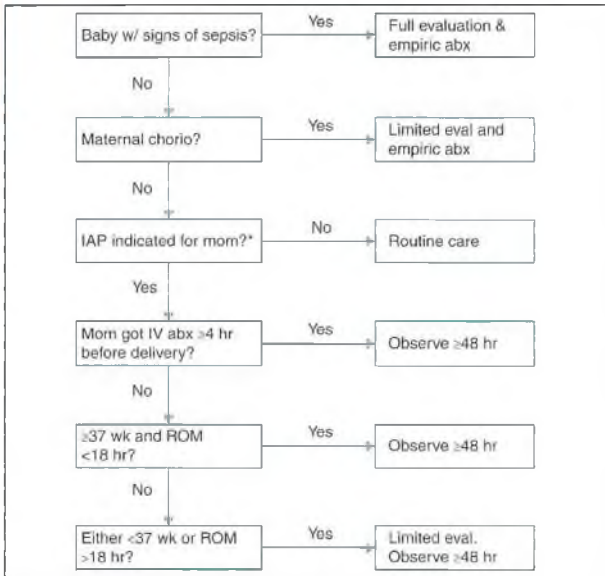 Baby w/ signs of sepsis?
Yes
Full evaluation &
empiric abx
No
Maternal chorio?
Yes
Limited eval and
empiric abx
No
IAP indicated for mom?*
No
Routine care
Yes
Mom got IV abx ≥4 hr
before delivery?
Yes
Observe ≥48 hr
No
≥37 wk and ROM
<18 hr?
Yes
Observe ≥48 hr
No
Either <37 wk or ROM
>18 hr?
Yes
Limited eval.
Observe ≥48 hr